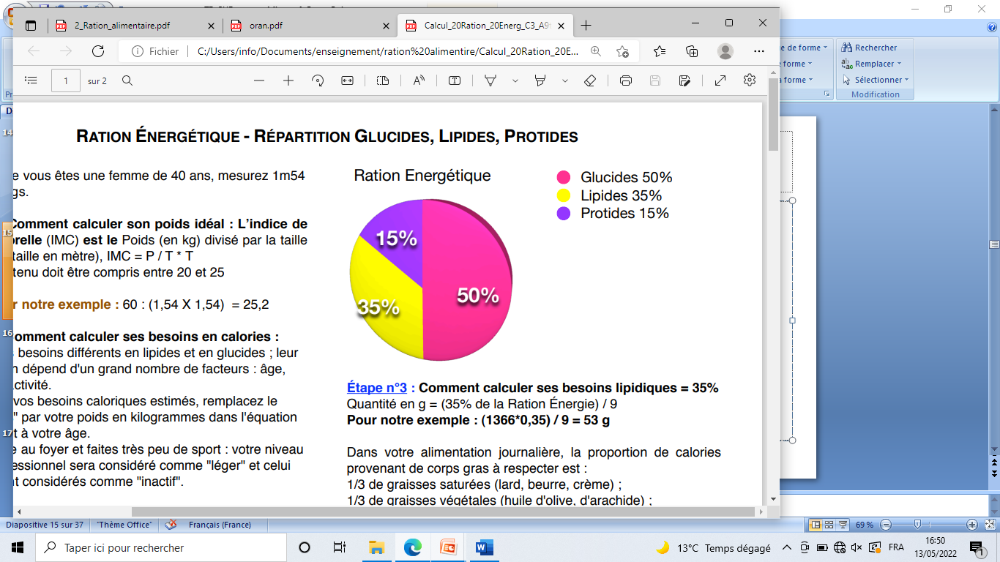 2_Ration_alimentaire.pdf
oran.pdf
Calcul_20Ration_20Energ_C3_A9
Fichier
C:/Users/info/Documents/enseignement/ration%20alimentire/Calcul_20Ration_20E...
1
sur 2
RATION ÉNERGÉTIQUE - RÉPARTITION GLUCIDES, LIPIDES, PROTIDES
e vous êtes une femme de 40 ans, mesurez 1m54
gs.
Comment calculer son poids idéal : L'indice de
orelle (IMC) est le Poids (en kg) divisé par la taille
taille en mètre), IMC = P / T * T
tenu doit être compris entre 20 et 25
r notre exemple : 60 : (1,54 X 1,54) = 25,2
omment calculer ses besoins en calories :
s besoins différents en lipides et en glucides ; leur
n dépend d'un grand nombre de facteurs : âge,
activité.
vos besoins caloriques estimés, remplacez le
" par votre poids en kilogrammes dans l'équation
t à votre âge.
e au foyer et faites très peu de sport : votre niveau
essionnel sera considéré comme "léger" et celui
nt considérés comme "inactif".
Ration Energétique
Glucides 50%
Lipides 35%
Protides 15%
15%
50%
35%
Étape n°3 : Comment calculer ses besoins lipidiques = 35%
Quantité en g = (35% de la Ration Énergie) / 9
Pour notre exemple : (1366*0,35) / 9 = 53 g
Dans votre alimentation journalière, la proportion de calories
provenant de corps gras à respecter est :
1/3 de graisses saturées (lard, beurre, crème) ;
1/3 de graisses végétales (huile d'olive, d'arachide) ;
e de forme
forme
a forme
Rechercher
Remplacer
Sélectionner
Modification
14
15
16
17
Diapositive 15 sur 37
"Thème Office"
Français (France)
69 %
Taper ici pour rechercher
13°C Temps dégagé
FRA
16:50
13/05/2022
1